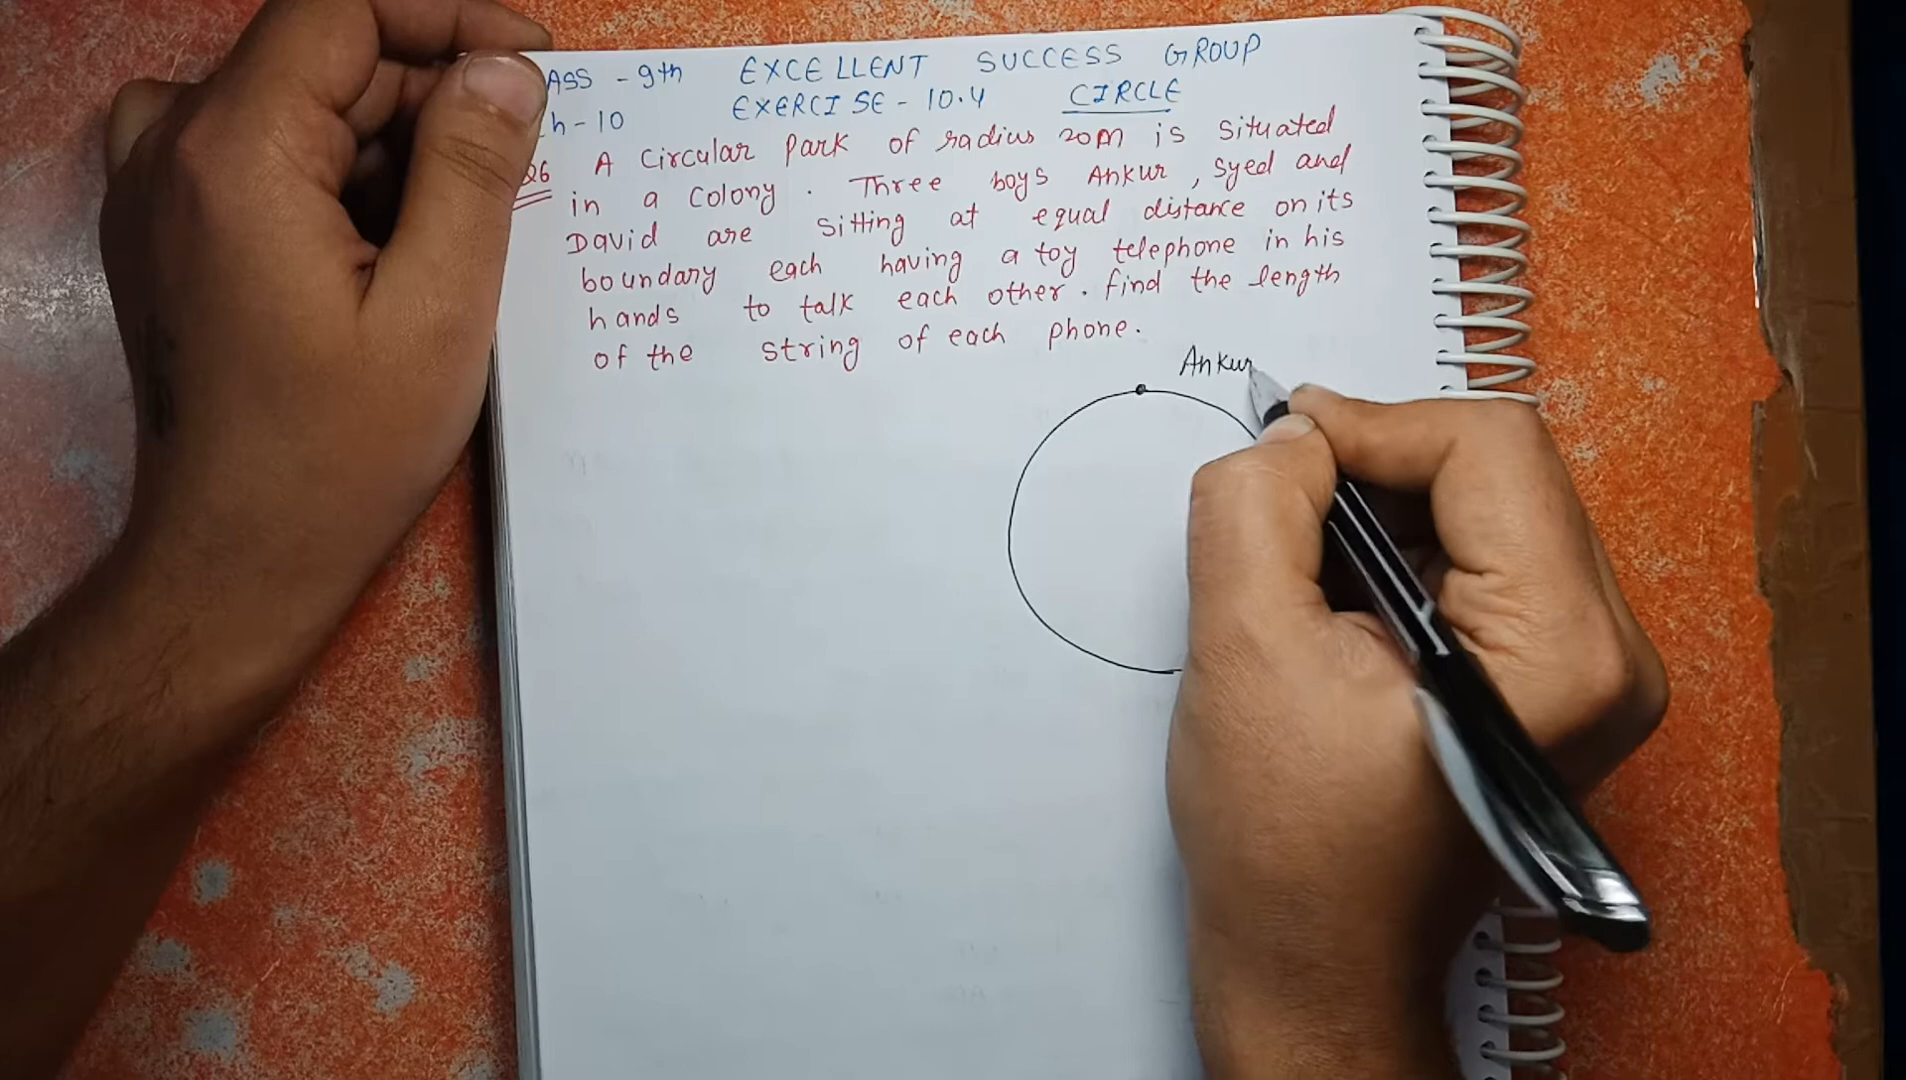 ASS - 9th EXCELLENT SUCCESS GROUP
h - 10 EXERCISE - 10.4 CIRCLE
Q6 A Circular Park of radius 20m is situated
in a Colony. Three boys Ankur, Syed and
David are sitting at equal distance on its
boundary each having a toy telephone in his
hands to talk each other. find the length
of the string of each phone.
Ankur